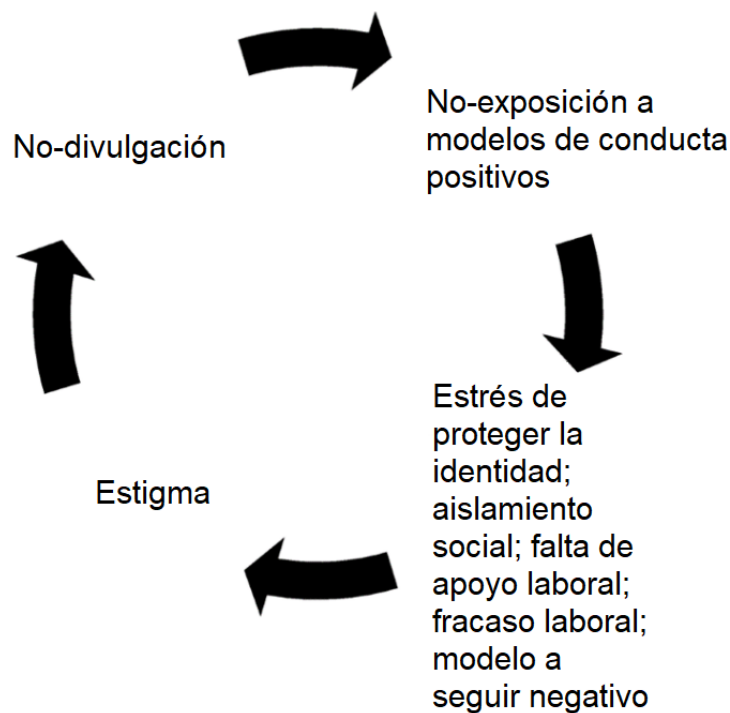 No-divulgación
No-exposición a
modelos de conducta
positivos
Estrés de
proteger la
identidad;
aislamiento
social; falta de
apoyo laboral;
fracaso laboral;
modelo a
seguir negativo
Estigma